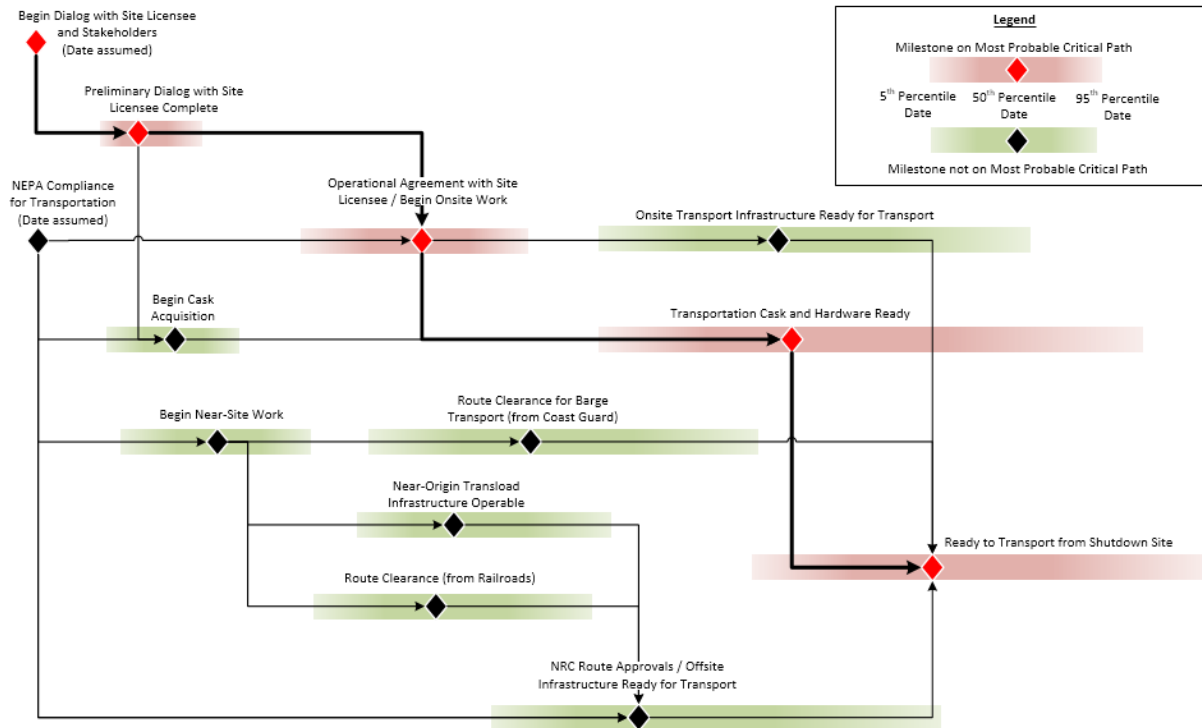 Begin Dialog with Site Licensee
and Stakeholders
(Date assumed)
Legend
Milestone on Most Probable Critical Path
5th Percentile
Date
50th Percentile
Date
95th Percentile
Date
Milestone not on Most Probable Critical Path
Preliminary Dialog with Site
Licensee Complete
NEPA Compliance
for Transportation
(Date assumed)
Operational Agreement with Site
Licensee / Begin Onsite Work
Onsite Transport Infrastructure Ready for Transport
Begin Cask
Acquisition
Transportation Cask and Hardware Ready
Begin Near-Site Work
Route Clearance for Barge
Transport (from Coast Guard)
Near-Origin Transload
Infrastructure Operable
Ready to Transport from Shutdown Site
Route Clearance (from Railroads)
NRC Route Approvals / Offsite
Infrastructure Ready for Transport